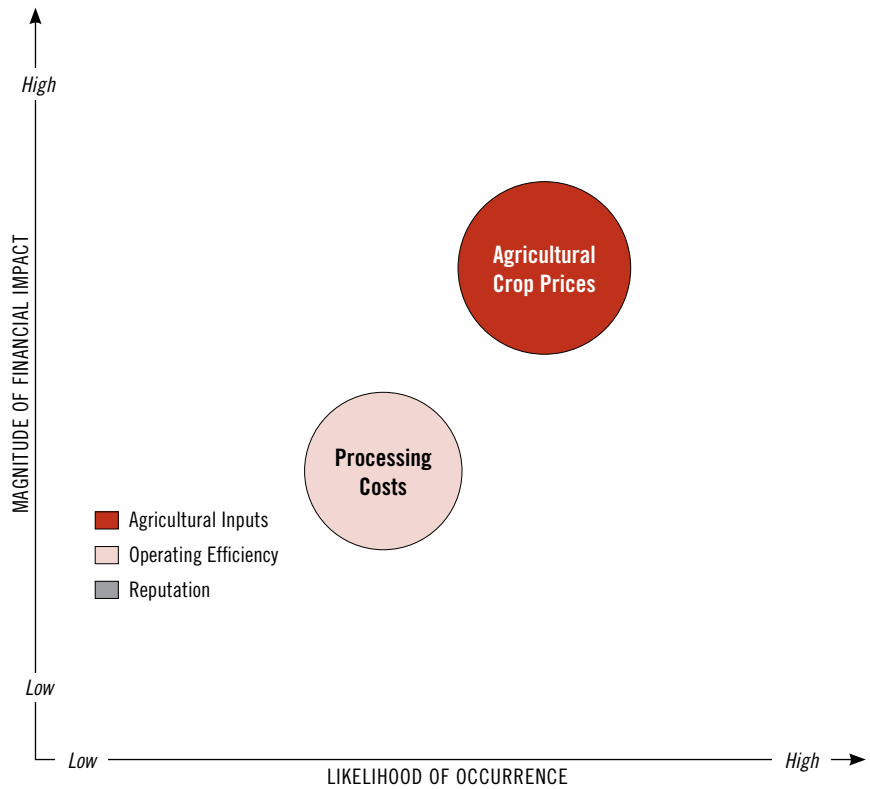 High
MAGNITUDE OF FINANCIAL IMPACT
Agricultural
Crop Prices
Processing
Costs
Agricultural Inputs
Operating Efficiency
Reputation
Low
Low
High
LIKELIHOOD OF OCCURRENCE